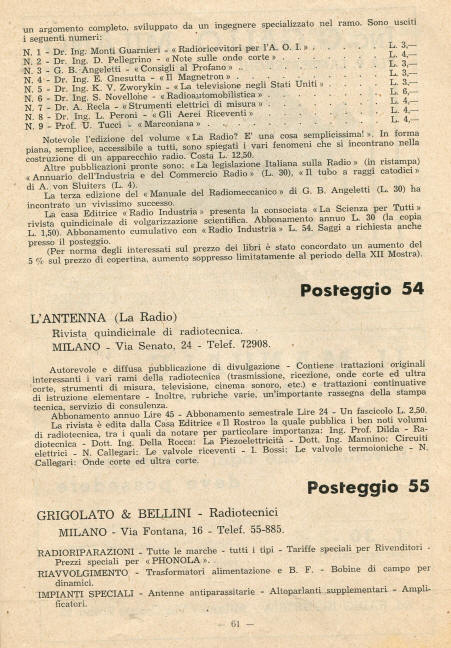 un argomento completo, sviluppato da un ingegnere specializzato nel ramo. Sono usciti
i seguenti numeri:
N. 1 - Dr. Ing. Monti Guarnieri - « Radioricevitori per l'A. O. I. » . . . . L. 3,—
N. 2 - Dr. Ing. D. Pellegrino - « Note sulle onde corte » . . . . L. 4,—
N. 3 - G. B. Angeletti - « Consigli al Profano » . . . . L. 3,—
N. 4 - Dr. Ing. E. Gnesutta - « Il Magnetron » . . . . L. 3,—
N. 5 - Dr. Ing. K. V. Zworykin - « La televisione negli Stati Uniti » . . . . L. 3,—
N. 6 - Dr. Ing. S. Novellone - « Radioautomobilistica » . . . . L. 6,—
N. 7 - Dr. A. Recla - « Strumenti elettrici di misura » . . . . L. 4,—
N. 8 - Dr. Ing. L. Peroni - « Gli Aerei Riceventi » . . . . L. 4,—
N. 9 - Prof. U. Tucci - « Marconiana » . . . . L. 4,—
Notevole l'edizione del volume « La Radio? E' una cosa semplicissima! ». In forma
piana, semplice, accessibile a tutti, sono spiegati i vari fenomeni che si incontrano nella
costruzione di un apparecchio radio. Costa L. 12,50.
Altre pubblicazioni pronte sono: « La legislazione Italiana sulla Radio » (in ristampa)
« Annuario dell'Industria e del Commercio Radio » (L. 30), « Il tubo a raggi catodici »
di A. von Sluiters (L. 4).
La terza edizione del « Manuale del Radiomeccanico » di G. B. Angeletti (L. 30) ha
incontrato un vivissimo successo.
La casa Editrice « Radio Industria » presenta la consociata « La Scienza per Tutti »
rivista quindicinale di volgarizzazione scientifica. Abbonamento annuo L. 30 (la copia
L. 1,50). Abbonamento cumulativo con « Radio Industria » L. 54. Saggi a richiesta anche
presso il posteggio.
(Per norma degli interessati sul prezzo dei libri è stato concordato un aumento del
5 % sul prezzo di copertina, aumento soppresso limitatamente al periodo della XII Mostra).
Posteggio 54
L'ANTENNA (La Radio)
Rivista quindicinale di radiotecnica.
MILANO - Via Senato, 24 - Telef. 72908.
Autorevole e diffusa pubblicazione di divulgazione - Contiene trattazioni originali
interessanti i vari rami della radiotecnica (trasmissione, ricezione, onde corte ed ultra
corte, strumenti di misura, televisione, cinema sonoro, etc.) e trattazioni continuative
di istruzione elementare - Inoltre, rubriche varie, un'importante rassegna della stampa
tecnica, servizio di consulenza.
Abbonamento annuo Lire 45 - Abbonamento semestrale Lire 24 - Un fascicolo L. 2,50.
La rivista è edita dalla Casa Editrice « Il Rostro » la quale pubblica i ben noti volumi
di radiotecnica, tra i quali da notare per particolare importanza: Ing. Prof. Dilda - Ra-
diotecnica - Dott. Ing. Della Rocca: La Piezoelettricità - Dott. Ing. Mannino: Circuiti
elettrici - N. Callegari: Le valvole riceventi - I. Bossi: Le valvole termoioniche - N.
Callegari: Onde corte ed ultra corte.
Posteggio 55
GRIGOLATO & BELLINI - Radiotecnici
MILANO - Via Fontana, 16 - Telef. 55-885.
RADIORIPARAZIONI - Tutte le marche - tutti i tipi - Tariffe speciali per Rivenditori -
Prezzi speciali per « PHONOLA ».
RIAVVOLGIMENTO - Trasformatori alimentazione e B. F. - Bobine di campo per
dinamici.
IMPIANTI SPECIALI - Antenne antiparassitarie - Altoparlanti supplementari - Ampli-
ficatori.
— 61 —